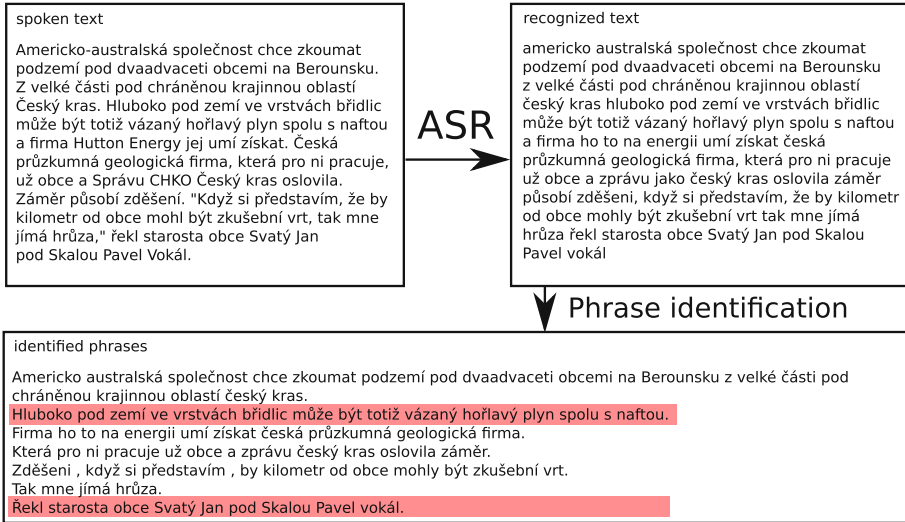 spoken text
Americko-australská společnost chce zkoumat
podzemí pod dvaadvaceti obcemi na Berounsku.
Z velké části pod chráněnou krajinnou oblastí
Český kras. Hluboko pod zemí ve vrstvách břidlic
může být totiž vázaný hořlavý plyn spolu s naftou
a firma Hutton Energy jej umí získat. Česká
průzkumná geologická firma, která pro ni pracuje,
už obce a Správu CHKO Český kras oslovila.
Záměr působí zděšení. "Když si představím, že by
kilometr od obce mohl být zkušební vrt, tak mne
jímá hrůza," řekl starosta obce Svatý Jan
pod Skalou Pavel Vokál.
ASR
recognized text
americko australská společnost chce zkoumat
podzemí pod dvaadvaceti obcemi na Berounsku
z velké části pod chráněnou krajinnou oblastí
český kras hluboko pod zemí ve vrstvách břidlic
může být totiž vázaný hořlavý plyn spolu s naftou
a firma ho to na energii umí získat česká
průzkumná geologická firma, která pro ni pracuje
už obce a zprávu jako český kras oslovila záměr
působí zděšeni, když si představím, že by kilometr
od obce mohly být zkušební vrt tak mne jímá
hrůza řekl starosta obce Svatý Jan pod Skalou
Pavel vokál
Phrase identification
identified phrases
Americko australská společnost chce zkoumat podzemí pod dvaadvaceti obcemi na Berounsku z velké části pod
chráněnou krajinnou oblastí český kras.
Hluboko pod zemí ve vrstvách břidlic může být totiž vázaný hořlavý plyn spolu s naftou.
Firma ho to na energii umí získat česká průzkumná geologická firma.
Která pro ni pracuje už obce a zprávu český kras oslovila záměr.
Zděšeni , když si představím , by kilometr od obce mohly být zkušební vrt.
Tak mne jímá hrůza.
Řekl starosta obce Svatý Jan pod Skalou Pavel vokál.